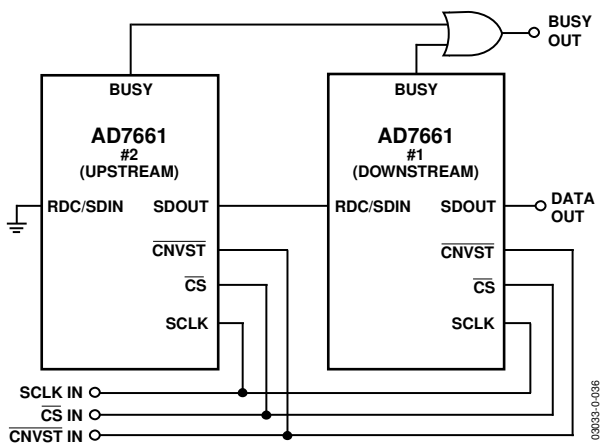 BUSY
OUT
BUSY
BUSY
AD7661
#2
(UPSTREAM)
AD7661
#1
(DOWNSTREAM)
RDC/SDIN
SDOUT
RDC/SDIN
SDOUT
DATA
OUT
CNVST
CNVST
CS
CS
SCLK
SCLK
SCLK IN
CS IN
CNVST IN
03033-0-036